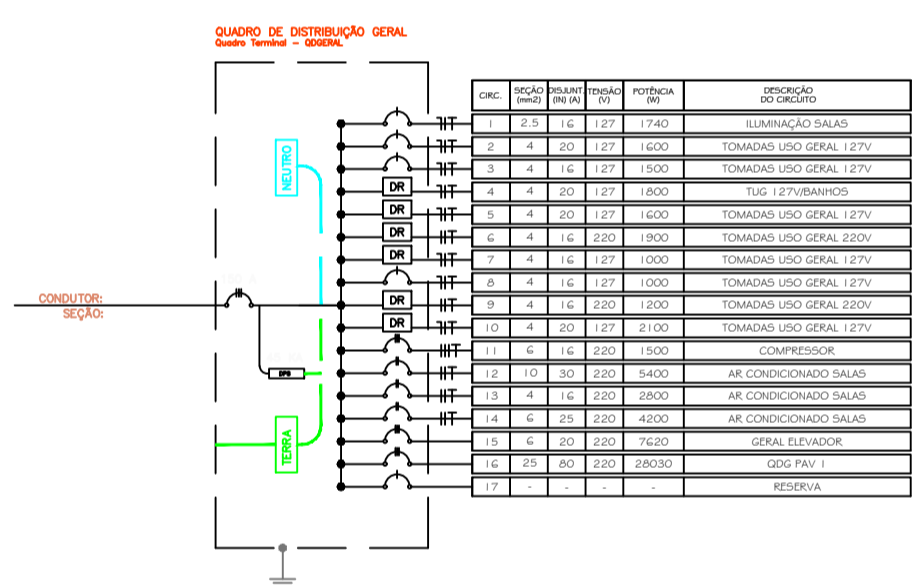 QUADRO DE DISTRIBUIÇÃO GERAL
Quadro Terminal – QDGERAL
CIRC. SEÇÃO (mm2) DISJUNT. (IN) (A) TENSÃO (V) POTÊNCIA (W) DESCRIÇÃO DO CIRCUITO
1 2.5 16 127 1740 ILUMINAÇÃO SALAS
2 4 20 127 1600 TOMADAS USO GERAL 127V
3 4 16 127 1500 TOMADAS USO GERAL 127V
DR 4 4 20 127 1800 TUG 127V/BANHOS
DR 5 4 20 127 1600 TOMADAS USO GERAL 127V
DR 6 4 16 220 1900 TOMADAS USO GERAL 220V
DR 7 4 16 127 1000 TOMADAS USO GERAL 127V
8 4 16 127 1000 TOMADAS USO GERAL 127V
DR 9 4 16 220 1200 TOMADAS USO GERAL 220V
DR 10 4 20 127 2100 TOMADAS USO GERAL 127V
11 6 16 220 1500 COMPRESSOR
12 10 30 220 5400 AR CONDICIONADO SALAS
13 4 16 220 2800 AR CONDICIONADO SALAS
14 6 25 220 4200 AR CONDICIONADO SALAS
15 6 20 220 7620 GERAL ELEVADOR
16 25 80 220 28030 QDG PAV 1
17 - - - - RESERVA
NEUTRO
CONDUTOR:
SEÇÃO:
DPS
TERRA